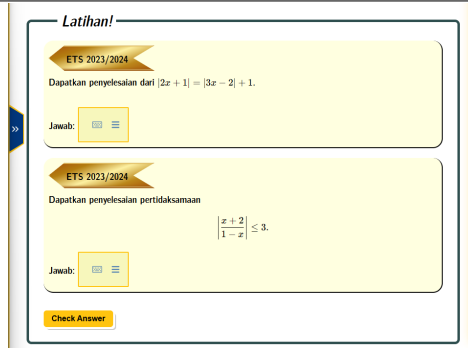 Latihan!
ETS 2023/2024
Dapatkan penyelesaian dari |2x + 1| = |3x − 2| + 1.
Jawab:
ETS 2023/2024
Dapatkan penyelesaian pertidaksamaan
|x + 2 / 1 − x| ≤ 3.
Jawab:
Check Answer